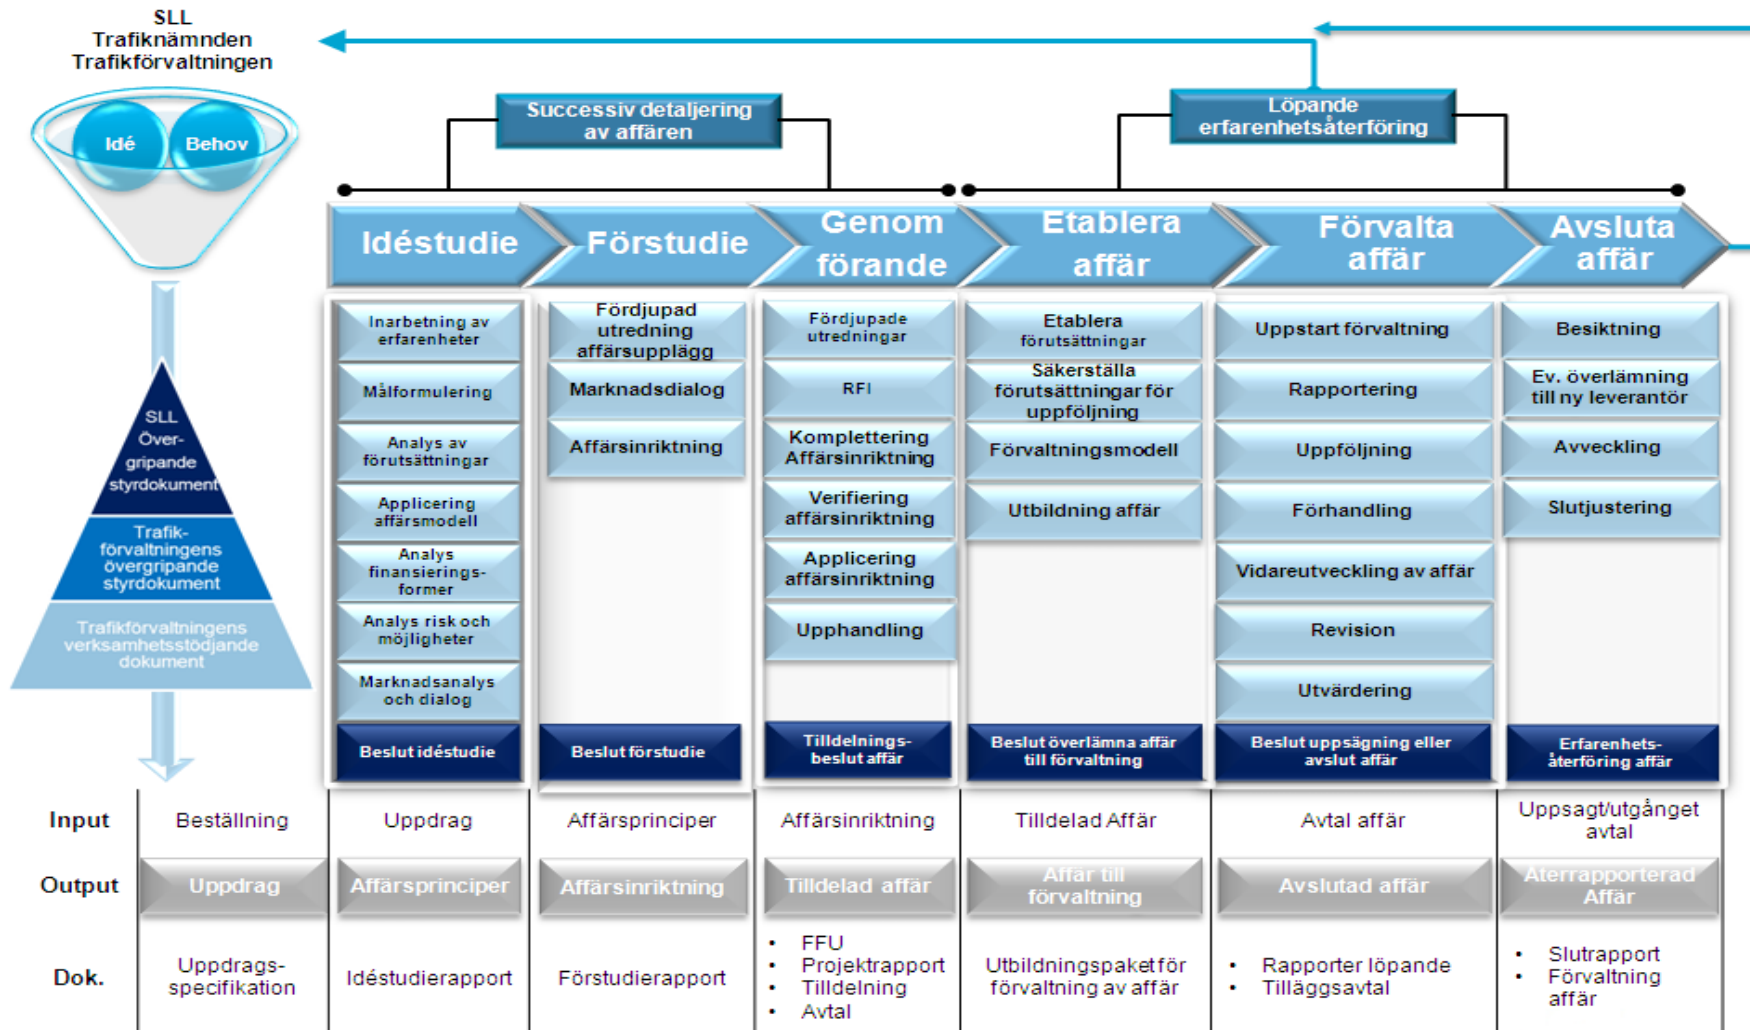 SLL
Trafiknämnden
Trafikförvaltningen
Idé
Behov
Successiv detaljering
av affären
Löpande
erfarenhetsåterföring
Idéstudie
Förstudie
Genom
förande
Etablera
affär
Förvalta
affär
Avsluta
affär
SLL
Över-
gripande
styrdokument
Trafik-
förvaltningens
övergripande
styrdokument
Trafikförvaltningens
verksamhetsstödjande
dokument
Inarbetning av
erfarenheter
Målformulering
Analys av
förutsättningar
Applicering
affärsmodell
Analys
finansierings-
former
Analys risk och
möjligheter
Marknadsanalys
och dialog
Beslut idéstudie
Fördjupad
utredning
affärsupplägg
Marknadsdialog
Affärsinriktning
Beslut förstudie
Fördjupade
utredningar
RFI
Komplettering
Affärsinriktning
Verifiering
affärsinriktning
Applicering
affärsinriktning
Upphandling
Tilldelnings-
beslut affär
Etablera
förutsättningar
Säkerställa
förutsättningar för
uppföljning
Förvaltningsmodell
Utbildning affär
Beslut överlämna affär
till förvaltning
Uppstart förvaltning
Rapportering
Uppföljning
Förhandling
Vidareutveckling av affär
Revision
Utvärdering
Beslut uppsägning eller
avslut affär
Besiktning
Ev. överlämning
till ny leverantör
Avveckling
Slutjustering
Erfarenhets-
återföring affär
Input
Beställning
Uppdrag
Affärsprinciper
Affärsinriktning
Tilldelad Affär
Avtal affär
Uppsagt/utgånget
avtal
Output
Uppdrag
Affärsprinciper
Affärsinriktning
Tilldelad affär
Affär till
förvaltning
Avslutad affär
Återrapporterad
Affär
Dok.
Uppdrags-
specifikation
Idéstudierapport
Förstudierapport
• FFU
• Projektrapport
• Tilldelning
• Avtal
Utbildningspaket för
förvaltning av affär
• Rapporter löpande
• Tilläggsavtal
• Slutrapport
• Förvaltning
affär